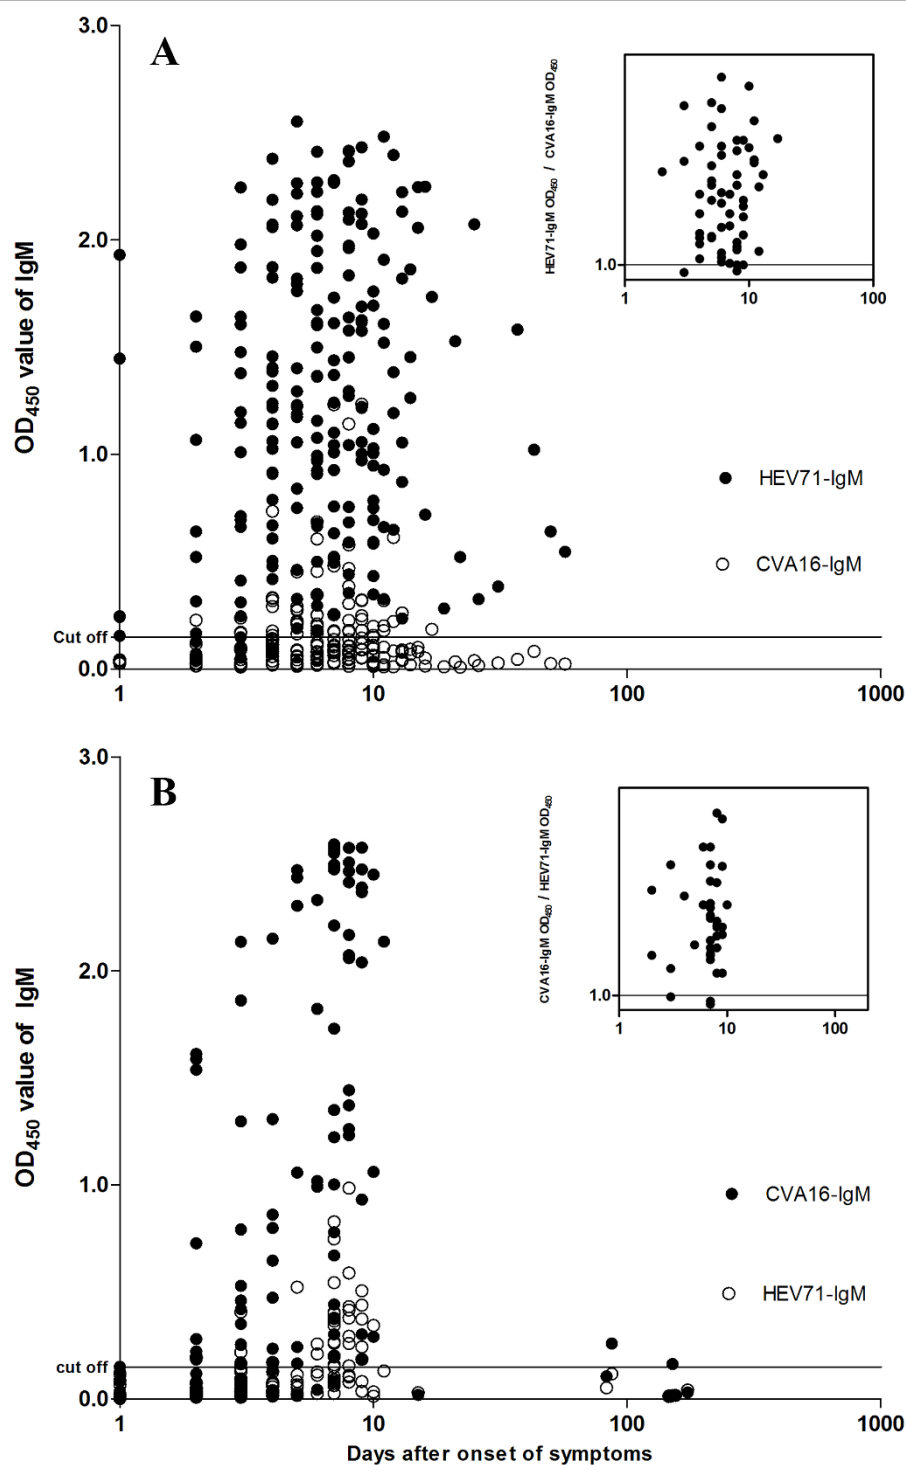 3.0
A
HEV71-IgM OD450 / CVA16-IgM OD450
1.0
1 10 100
2.0
OD450 value of IgM
1.0
HEV71-IgM
CVA16-IgM
Cut off
0.0
1 10 100 1000
3.0
B
CVA16-IgM OD450 / HEV71-IgM OD450
1.0
1 10 100
2.0
OD450 value of IgM
1.0
CVA16-IgM
HEV71-IgM
cut off
0.0
1 10 100 1000
Days after onset of symptoms